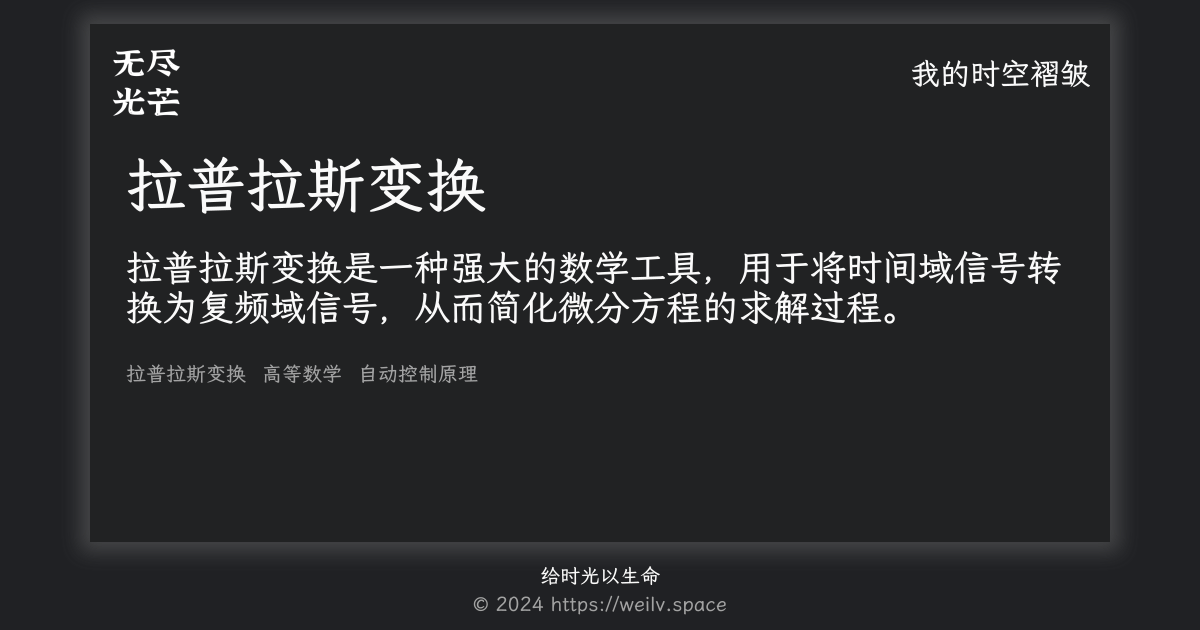 无尽
光芒
我的时空褶皱
拉普拉斯变换
拉普拉斯变换是一种强大的数学工具，用于将时间域信号转
换为复频域信号，从而简化微分方程的求解过程。
拉普拉斯变换 高等数学 自动控制原理
给时光以生命
© 2024 https://weilv.space